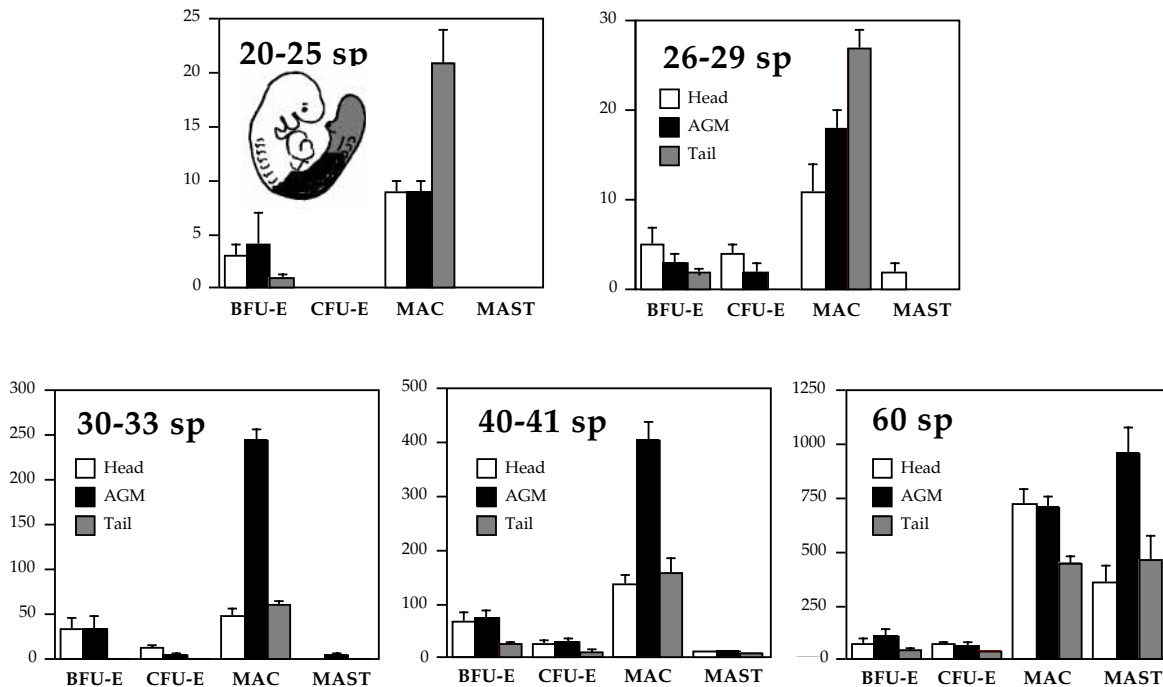 20-25 sp
25
20
15
10
5
0
BFU-E CFU-E MAC MAST
26-29 sp
Head
AGM
Tail
30
20
10
0
BFU-E CFU-E MAC MAST
30-33 sp
Head
AGM
Tail
300
250
200
150
100
50
0
BFU-E CFU-E MAC MAST
40-41 sp
Head
AGM
Tail
500
400
300
200
100
0
BFU-E CFU-E MAC MAST
60 sp
Head
AGM
Tail
1250
1000
750
500
250
0
BFU-E CFU-E MAC MAST